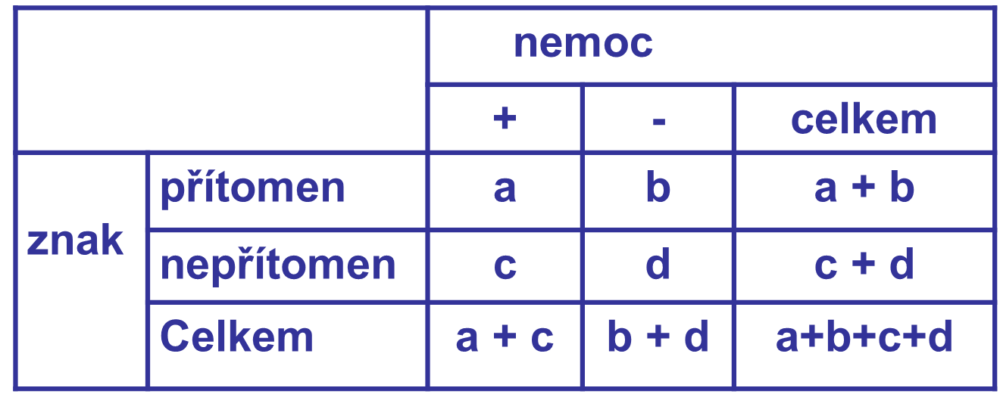 nemoc
+ - celkem
přítomen a b a + b
znak
nepřítomen c d c + d
Celkem a + c b + d a+b+c+d